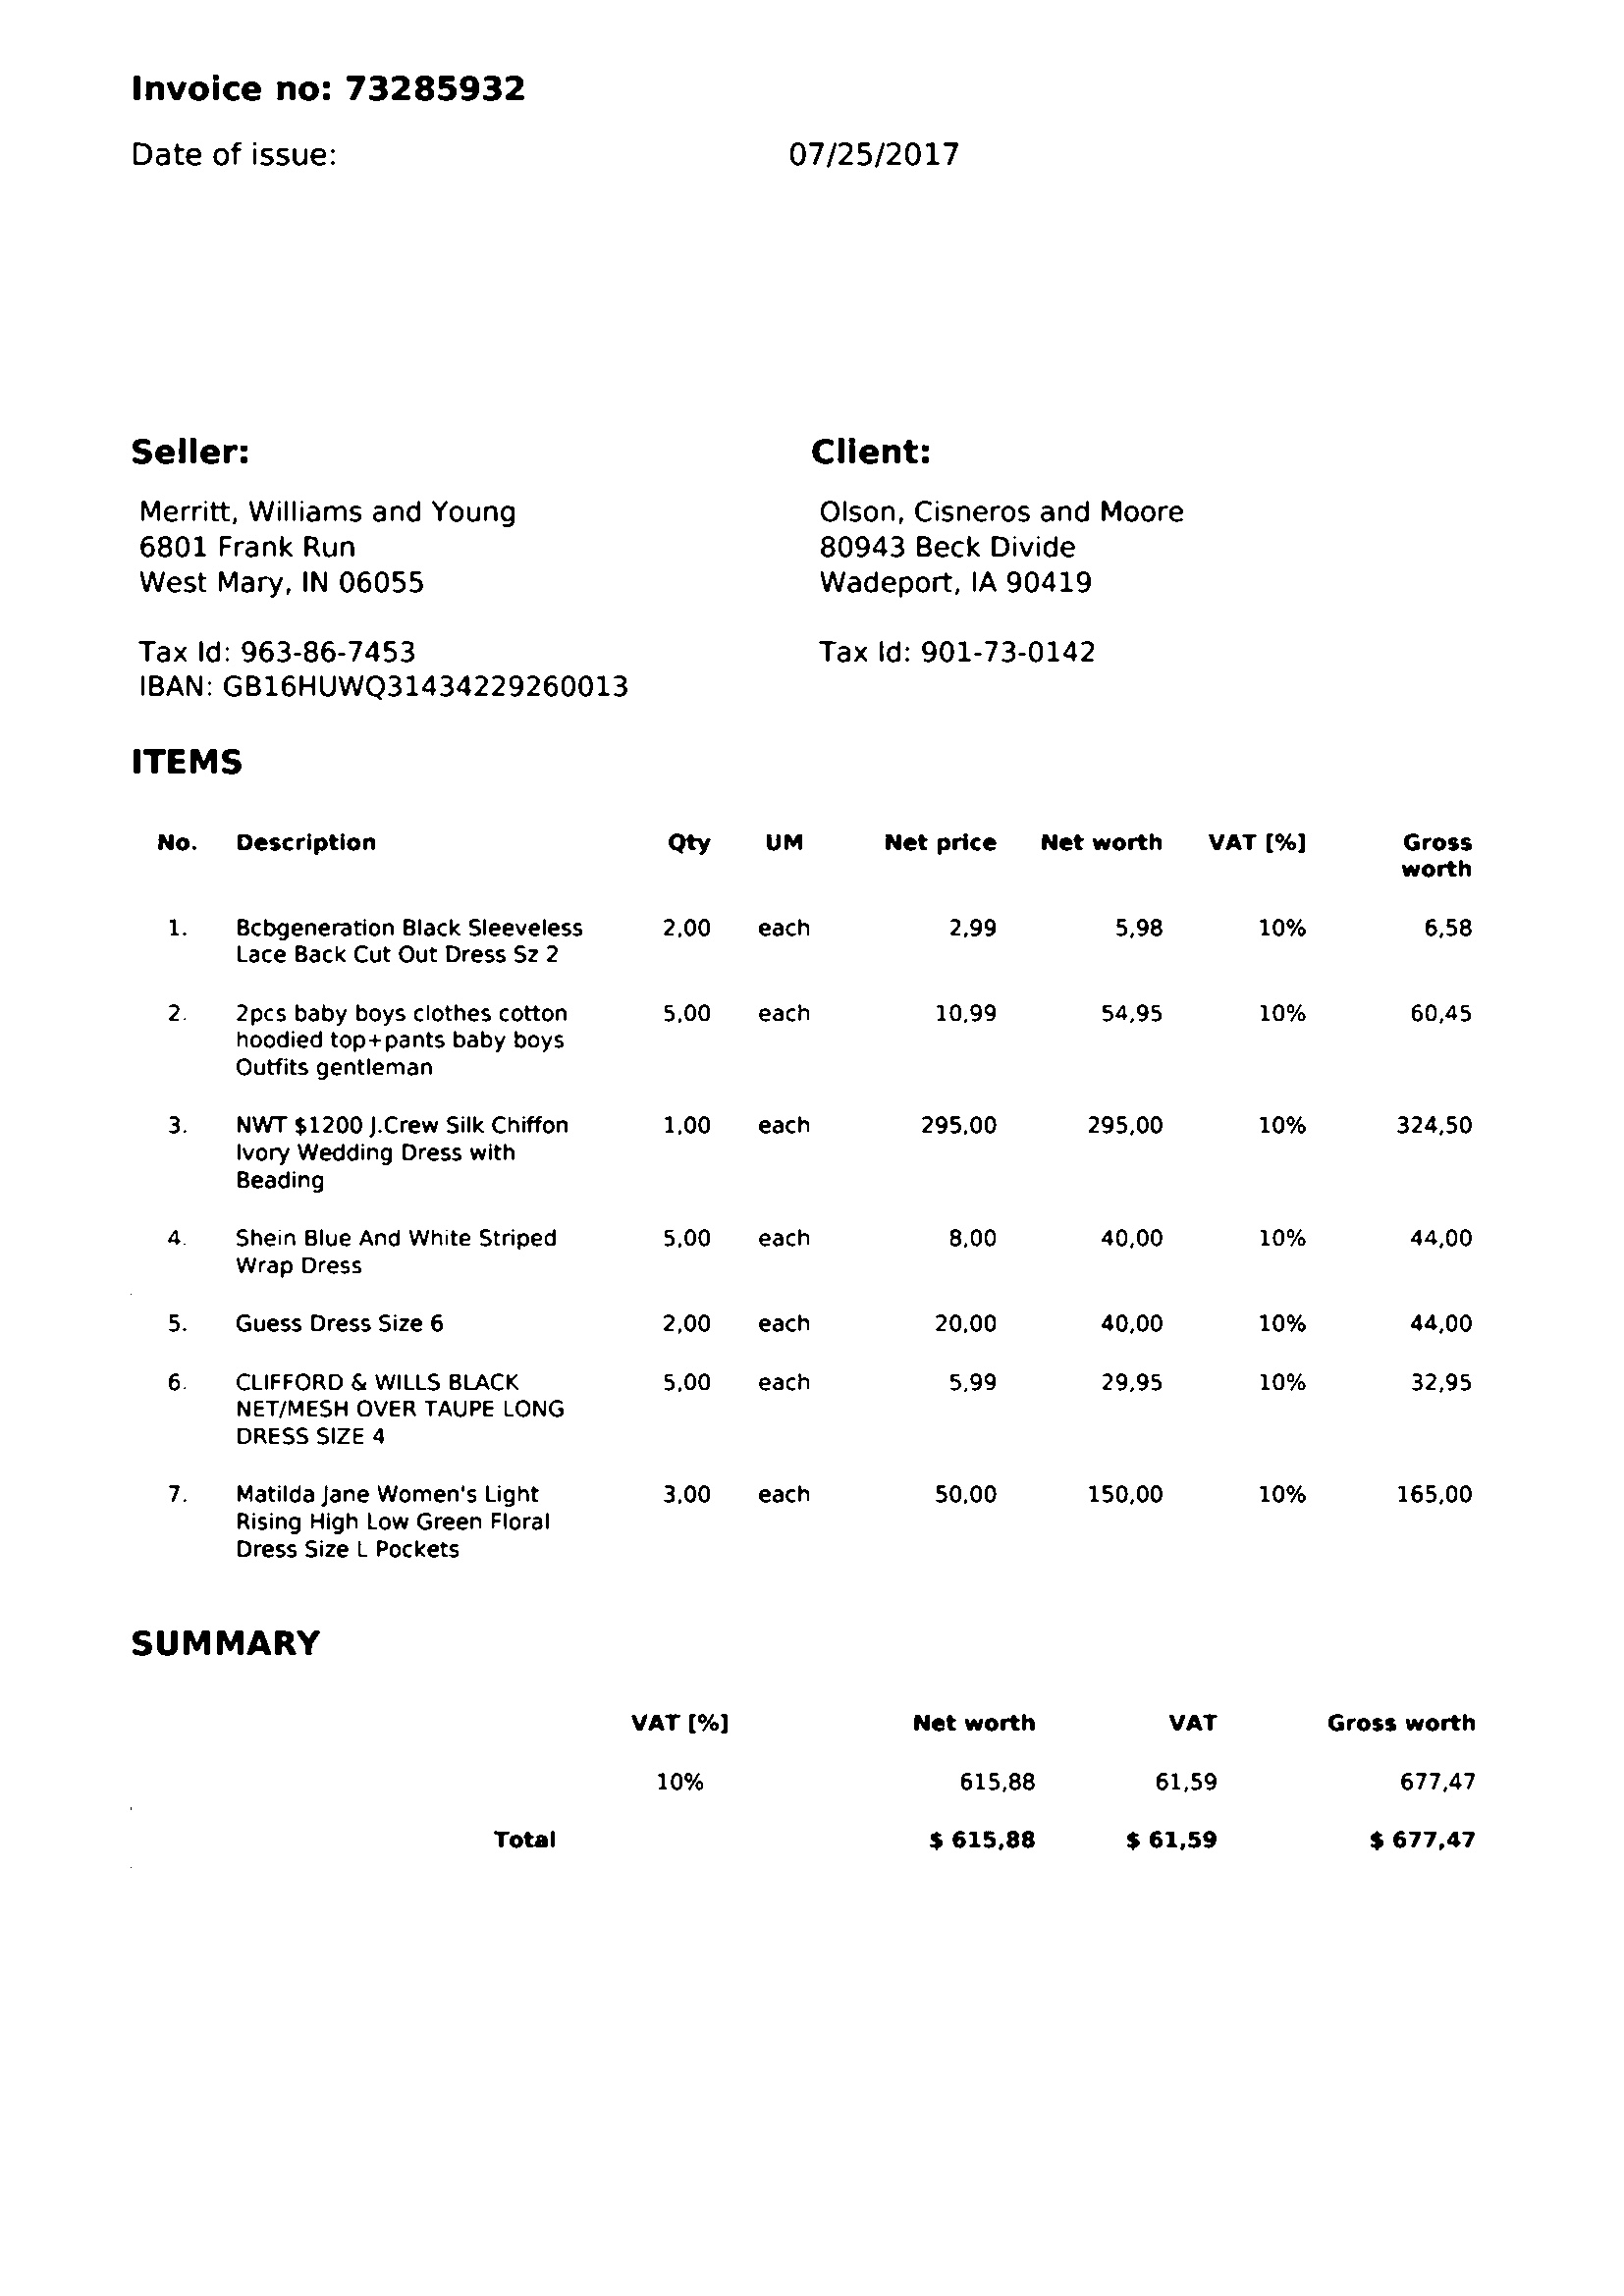 Invoice no: 73285932
Date of issue: 07/25/2017
Seller: Client:
Merritt, Williams and Young Olson, Cisneros and Moore
6801 Frank Run 80943 Beck Divide
West Mary, IN 06055 Wadeport, IA 90419
Tax Id: 963-86-7453 Tax Id: 901-73-0142
IBAN: GB16HUWQ31434229260013
ITEMS
No. Description Qty UM Net price Net worth VAT [%] Gross
worth
1. Bcbgeneration Black Sleeveless 2,00 each 2,99 5,98 10% 6,58
Lace Back Cut Out Dress Sz 2
2. 2pcs baby boys clothes cotton 5,00 each 10,99 54,95 10% 60,45
hoodied top+pants baby boys
Outfits gentleman
3. NWT $1200 J.Crew Silk Chiffon 1,00 each 295,00 295,00 10% 324,50
Ivory Wedding Dress with
Beading
4. Shein Blue And White Striped 5,00 each 8,00 40,00 10% 44,00
Wrap Dress
5. Guess Dress Size 6 2,00 each 20,00 40,00 10% 44,00
6. CLIFFORD & WILLS BLACK 5,00 each 5,99 29,95 10% 32,95
NET/MESH OVER TAUPE LONG
DRESS SIZE 4
7. Matilda Jane Women's Light 3,00 each 50,00 150,00 10% 165,00
Rising High Low Green Floral
Dress Size L Pockets
SUMMARY
VAT [%] Net worth VAT Gross worth
10% 615,88 61,59 677,47
Total $ 615,88 $ 61,59 $ 677,47